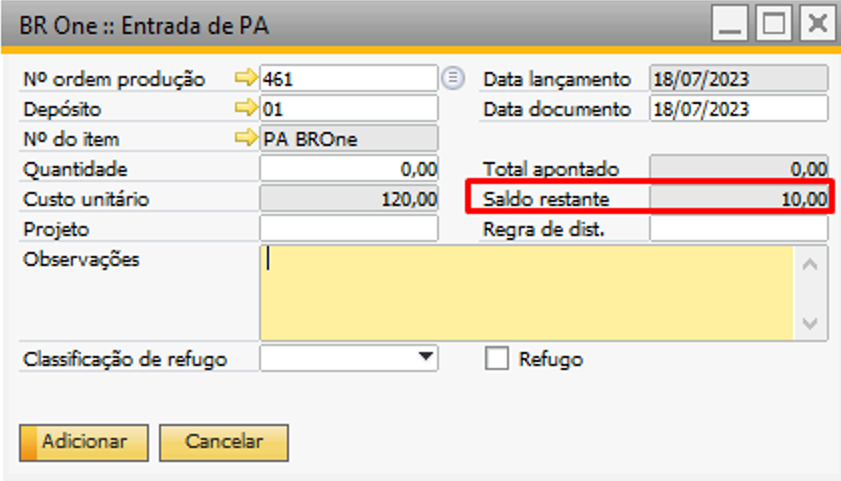 BR One :: Entrada de PA
Nº ordem produção 461 Data lançamento 18/07/2023
Depósito 01 Data documento 18/07/2023
Nº do item PA BROne
Quantidade 0,00 Total apontado 0,00
Custo unitário 120,00 Saldo restante 10,00
Projeto Regra de dist.
Observações
Classificação de refugo Refugo
Adicionar Cancelar